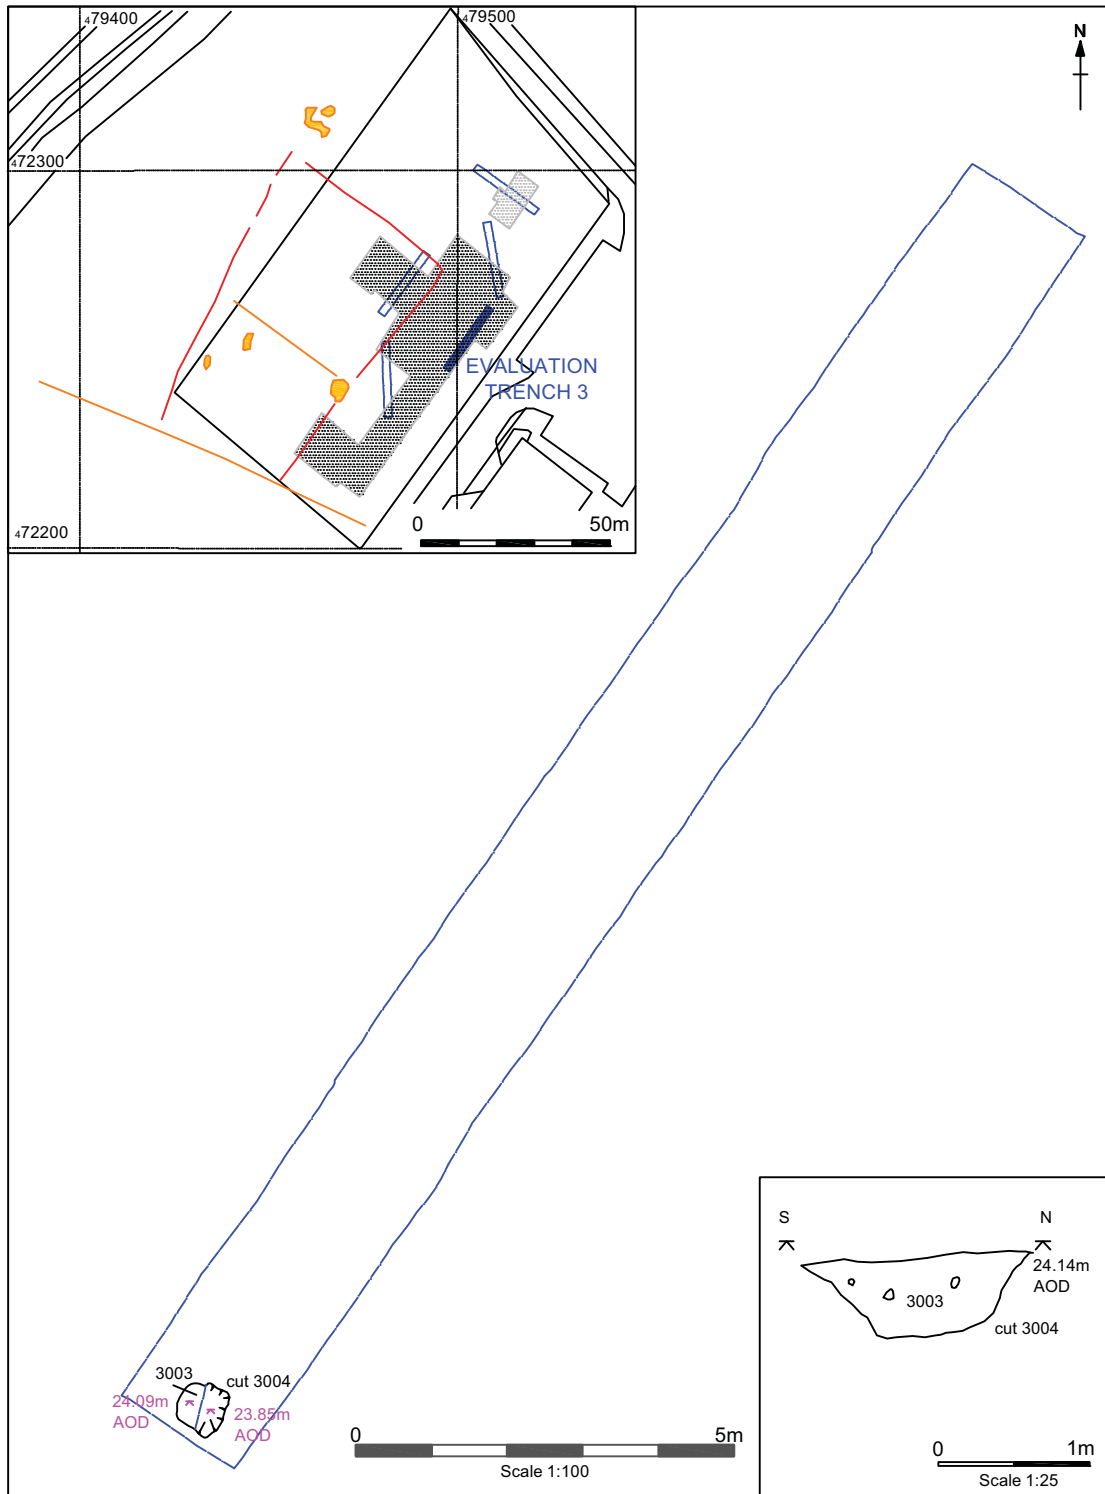 479400
479500
N
472300
EVALUATION
TRENCH 3
472200
0
50m
S
N
24.14m
AOD
3003
cut 3004
3003
cut 3004
24.09m
AOD
23.85m
AOD
0
5m
Scale 1:100
0
1m
Scale 1:25